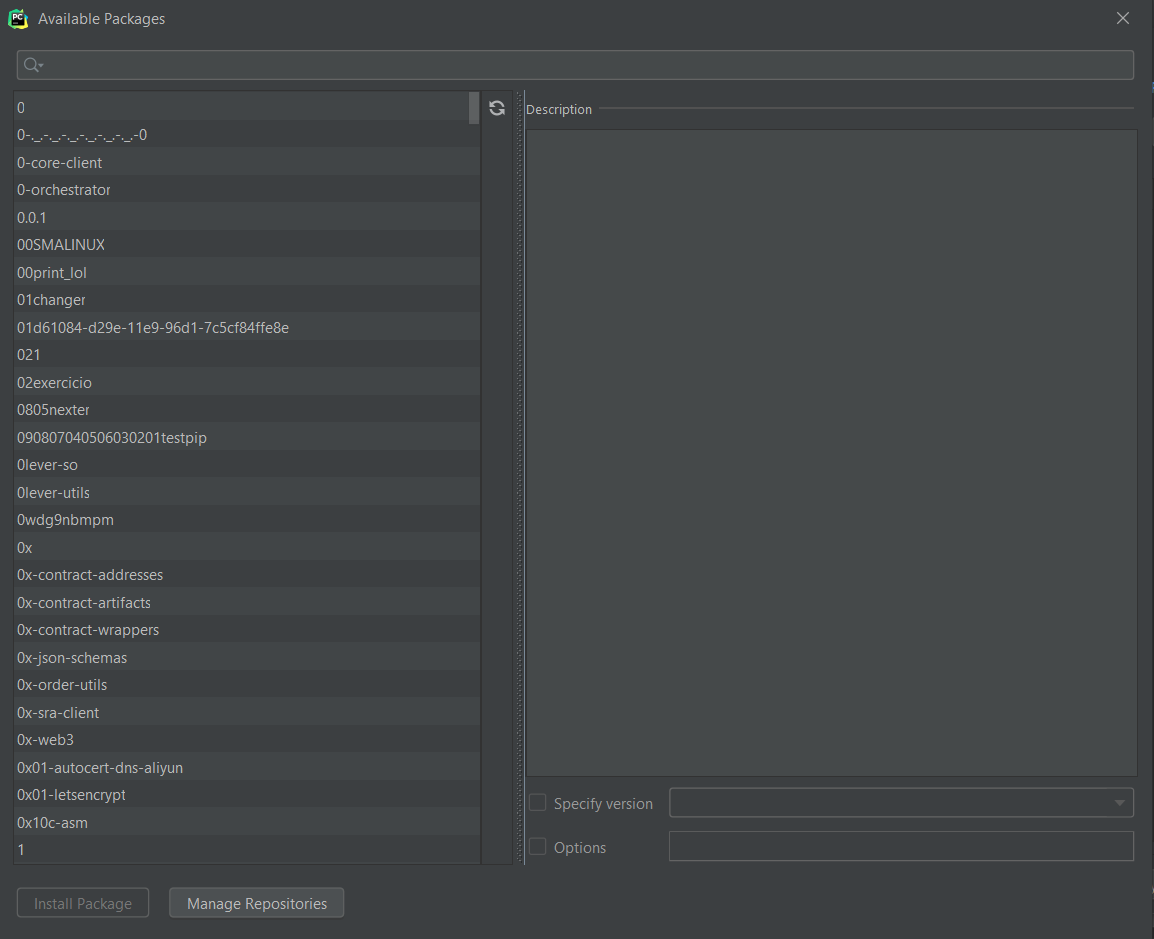 PC
Available Packages
0
0-._.-._.-._.-._.-._.-._.-0
0-core-client
0-orchestrator
0.0.1
00SMALINUX
00print_lol
01changer
01d61084-d29e-11e9-96d1-7c5cf84ffe8e
021
02exercicio
0805nexter
090807040506030201testpip
0lever-so
0lever-utils
0wdg9nbmpm
0x
0x-contract-addresses
0x-contract-artifacts
0x-contract-wrappers
0x-json-schemas
0x-order-utils
0x-sra-client
0x-web3
0x01-autocert-dns-aliyun
0x01-letsencrypt
0x10c-asm
1
Description
Specify version
Options
Install Package
Manage Repositories